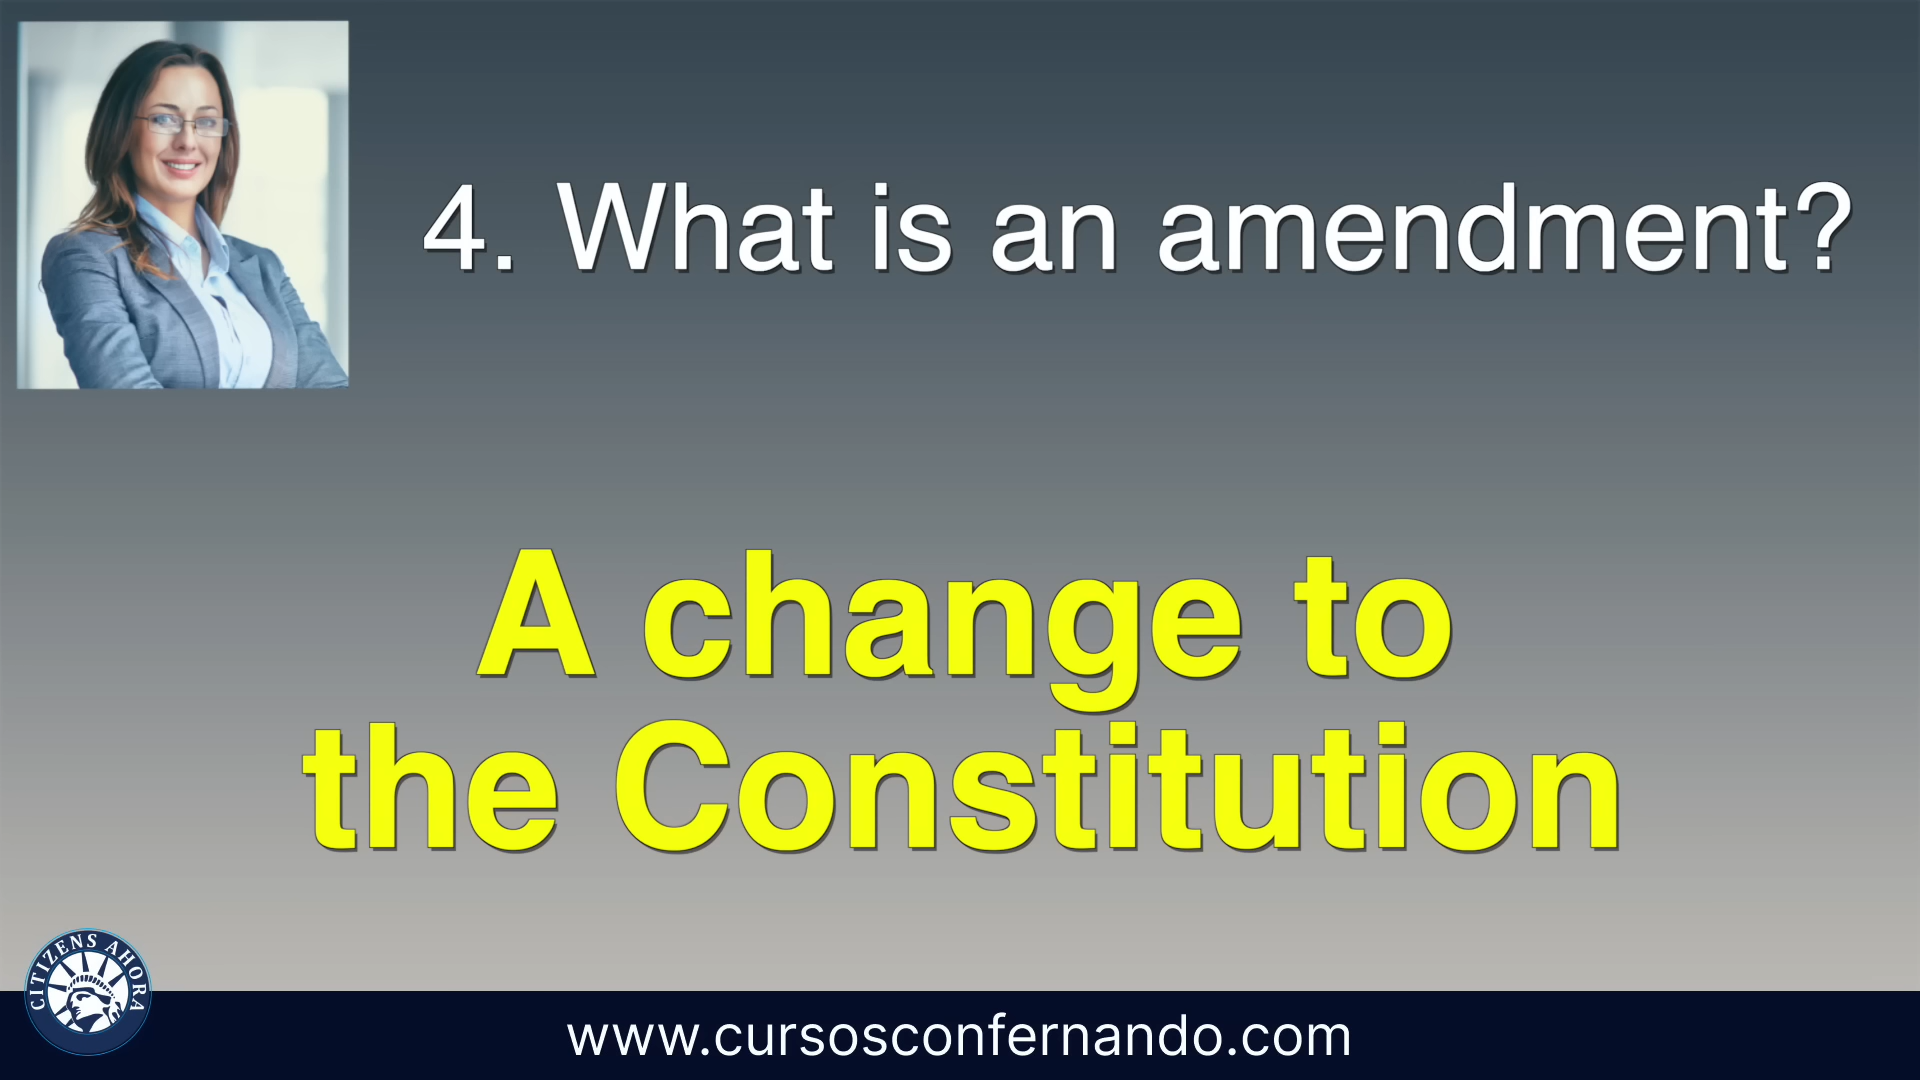 4. What is an amendment?
A change to
the Constitution
CITIZENS AHORA
www.cursosconfernando.com